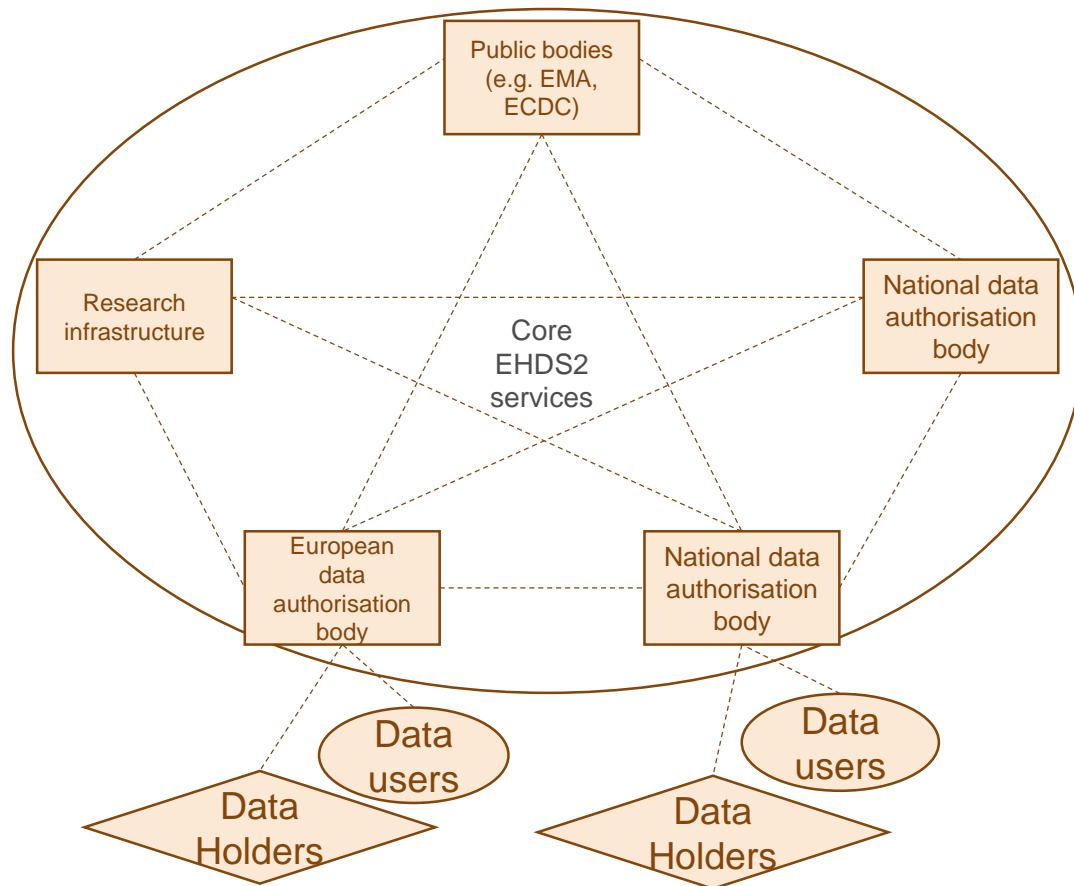 Public bodies
(e.g. EMA,
ECDC)
Research
infrastructure
National data
authorisation
body
Core
EHDS2
services
European
data
authorisation
body
National data
authorisation
body
Data
users
Data
users
Data
Holders
Data
Holders